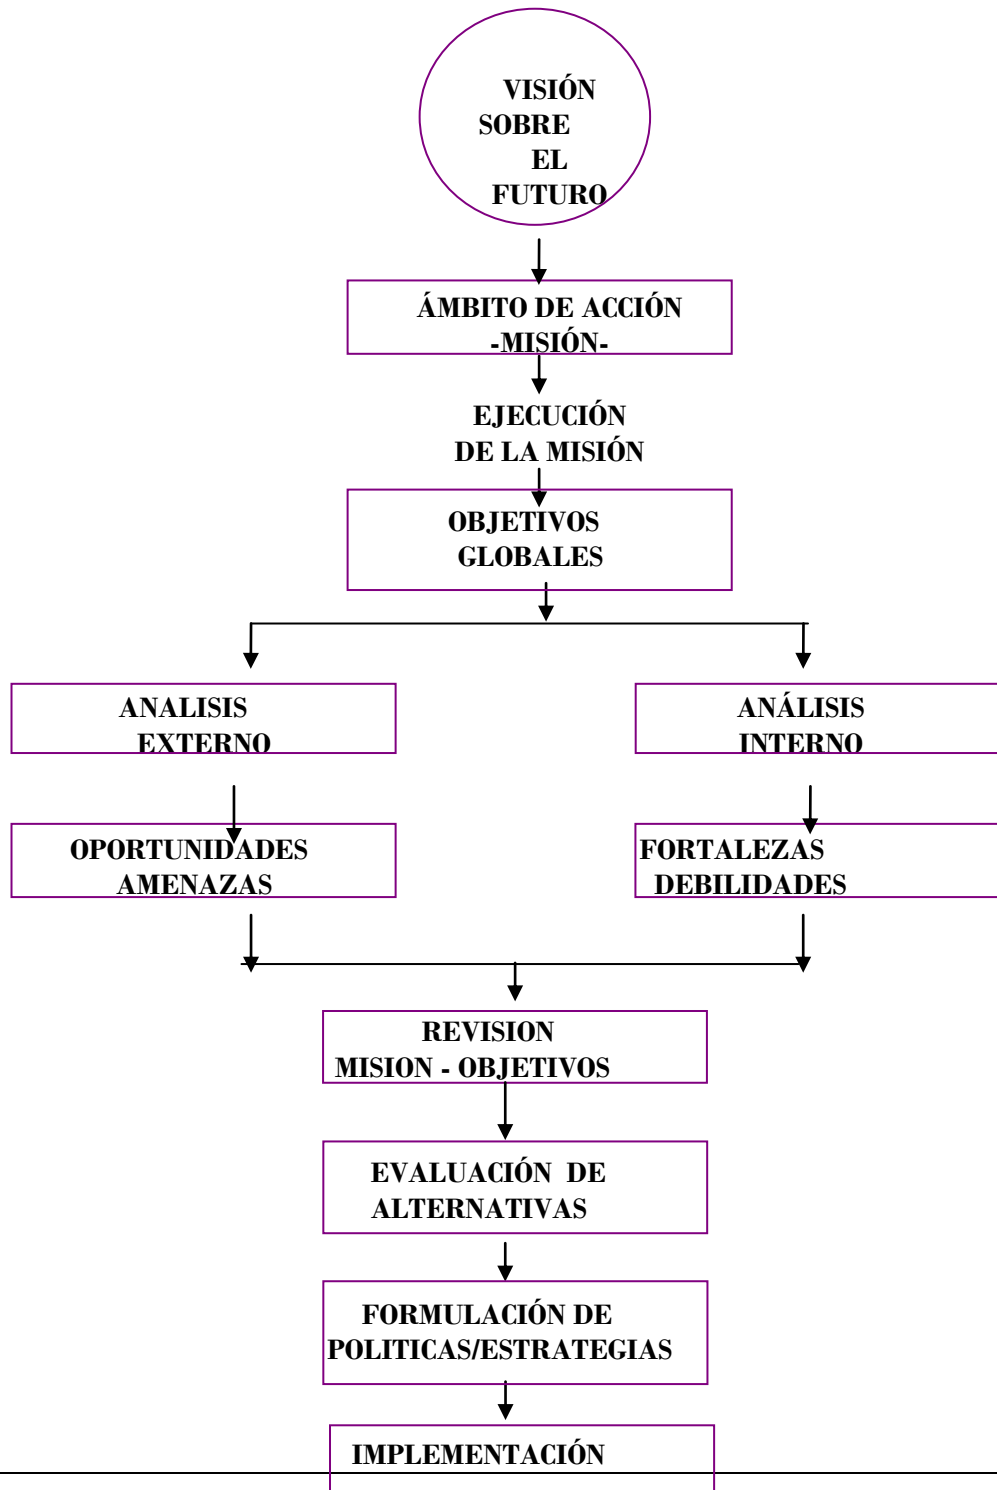 VISIÓN
SOBRE
EL
FUTURO
ÁMBITO DE ACCIÓN
-MISIÓN-
EJECUCIÓN
DE LA MISIÓN
OBJETIVOS
GLOBALES
ANALISIS
EXTERNO
ANÁLISIS
INTERNO
OPORTUNIDADES
AMENAZAS
FORTALEZAS
DEBILIDADES
REVISION
MISION - OBJETIVOS
EVALUACIÓN DE
ALTERNATIVAS
FORMULACIÓN DE
POLITICAS/ESTRATEGIAS
IMPLEMENTACIÓN